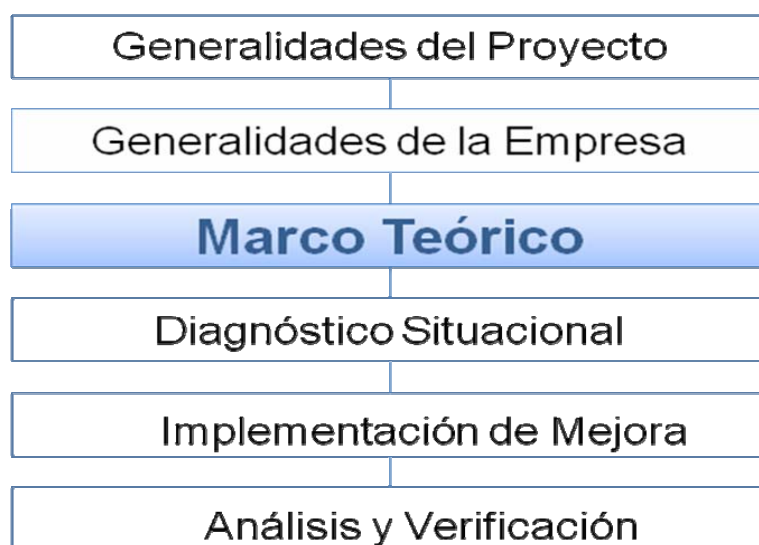 Generalidades del Proyecto
Generalidades de la Empresa
Marco Teórico
Diagnóstico Situacional
Implementación de Mejora
Análisis y Verificación